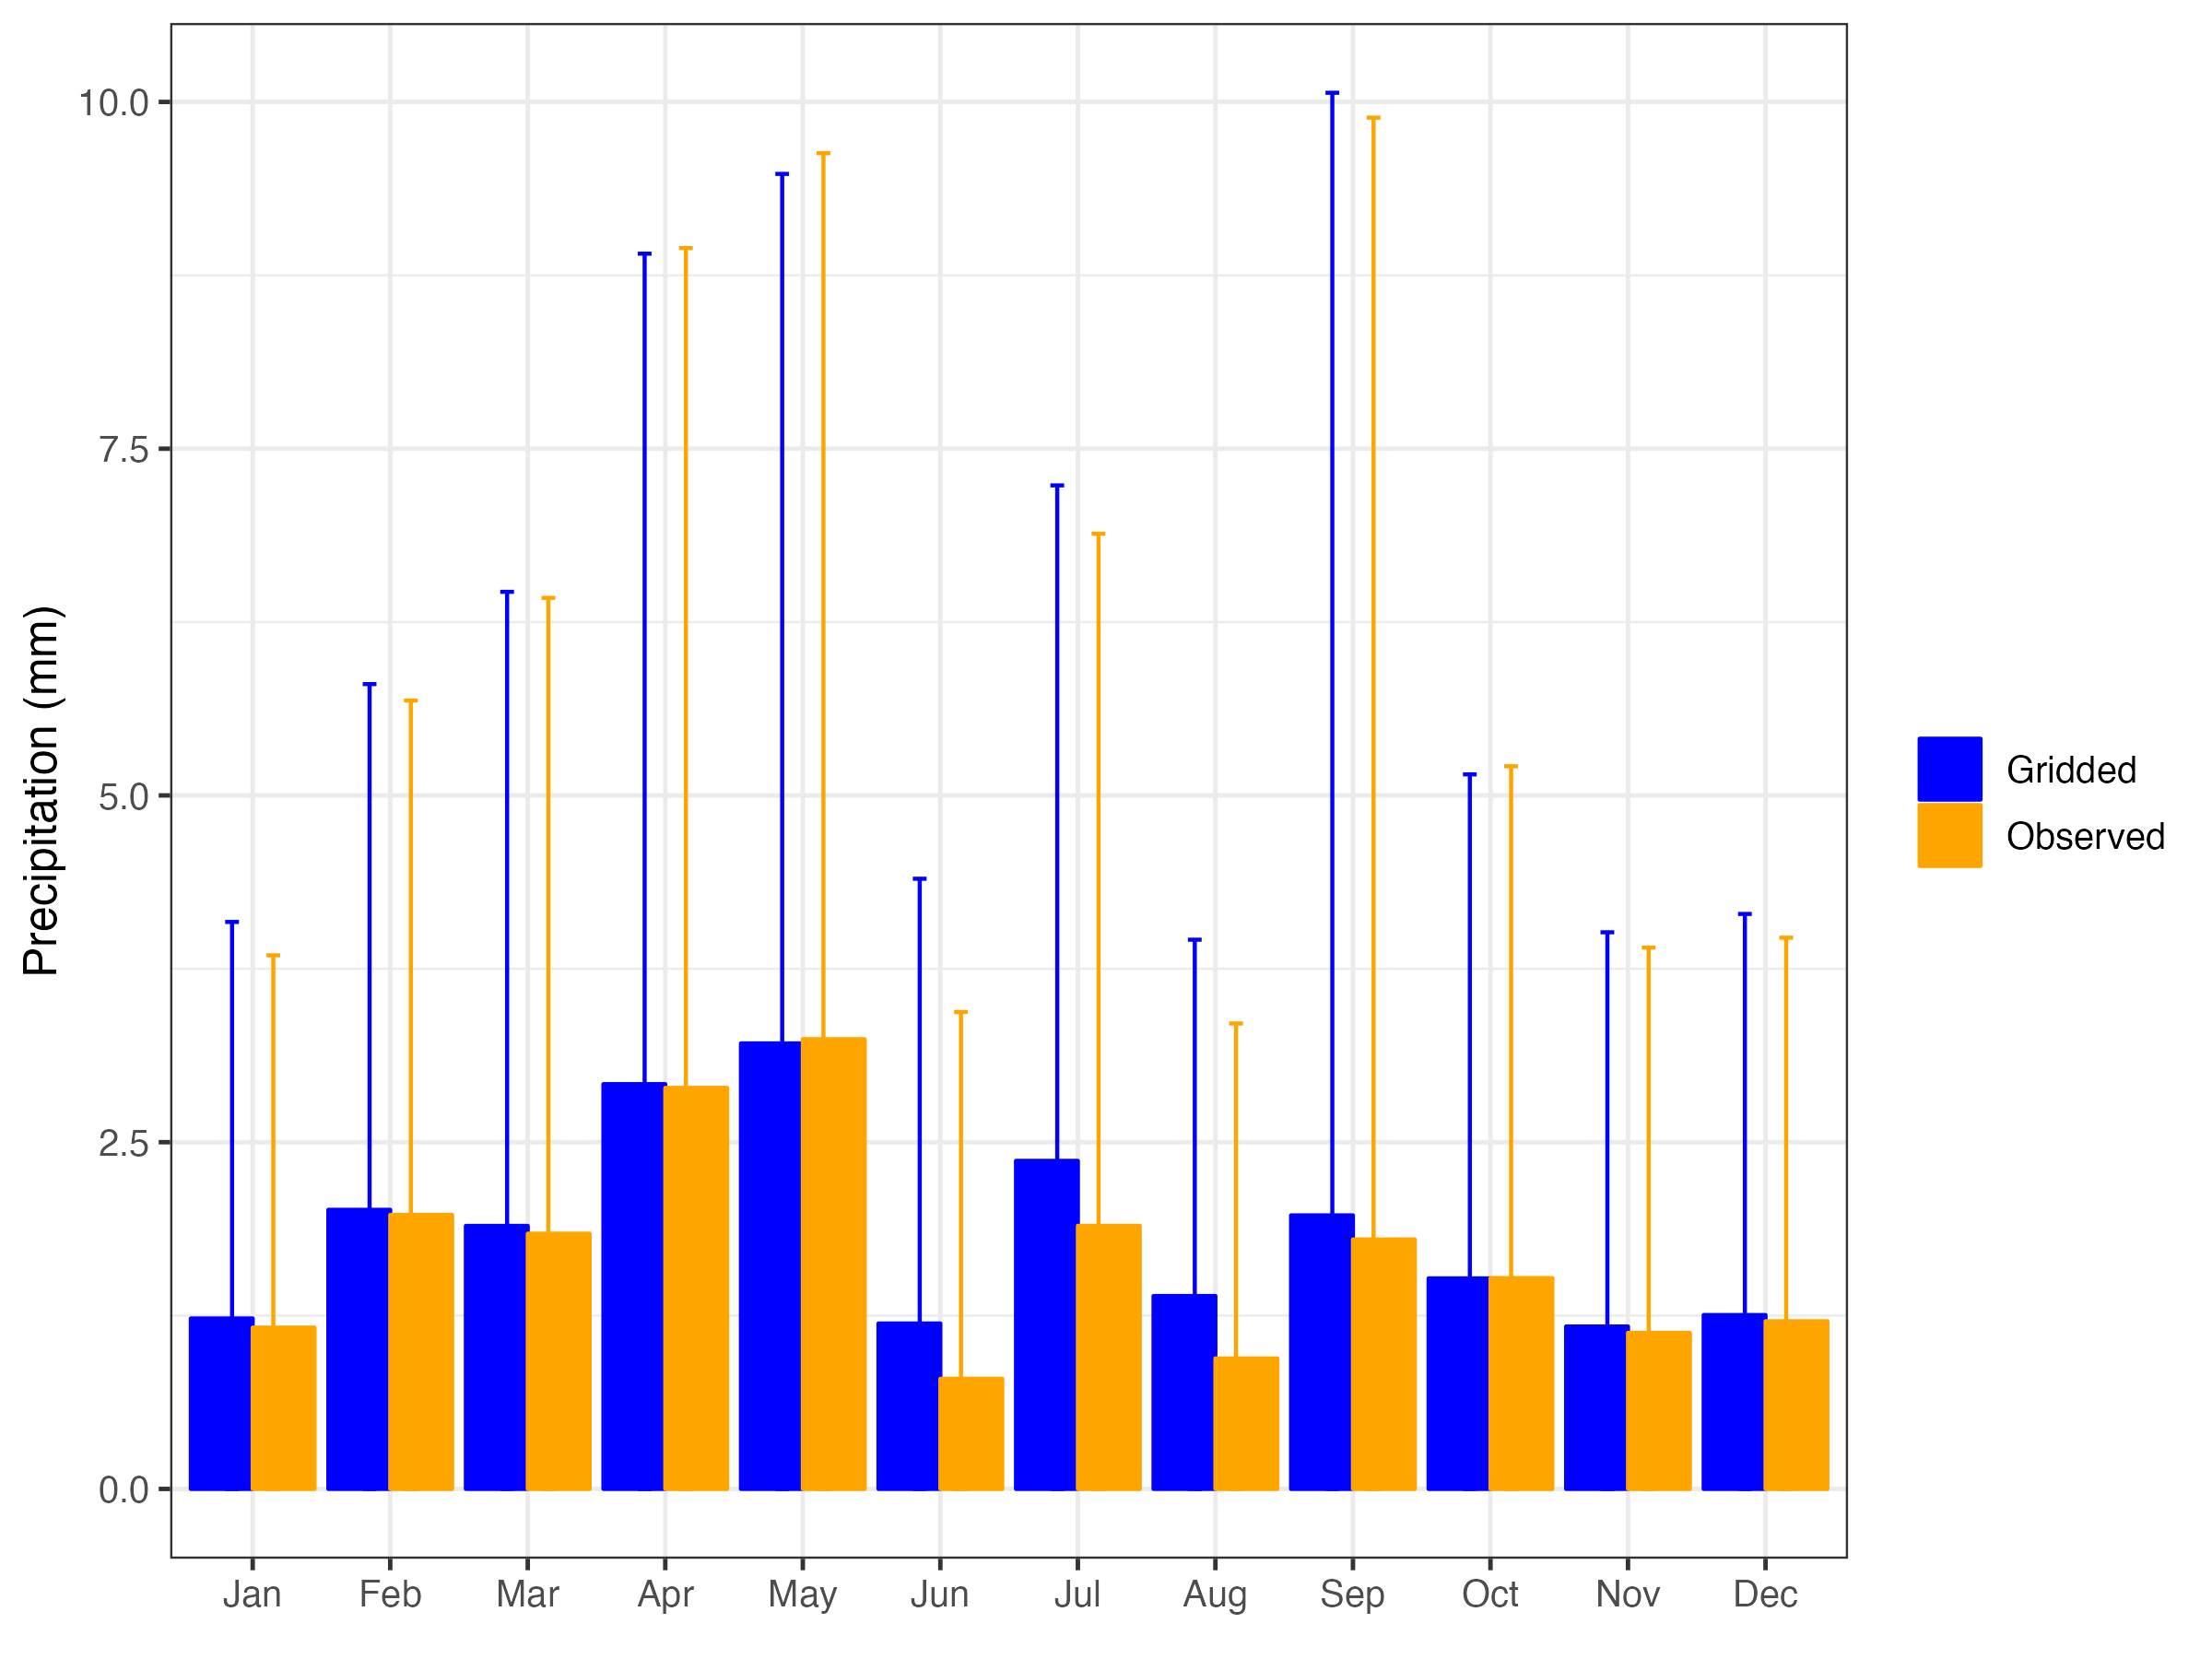 Precipitation (mm)
10.0
7.5
5.0
2.5
0.0
Jan Feb Mar Apr May Jun Jul Aug Sep Oct Nov Dec
Gridded
Observed